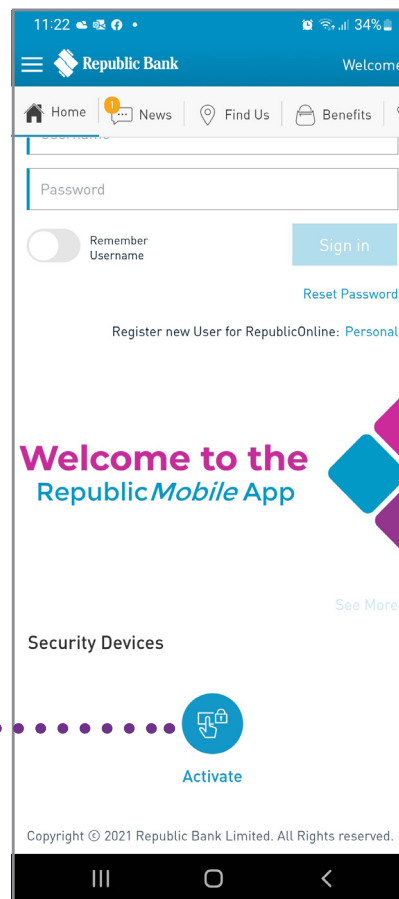 11:22 34%
Republic Bank Welcome
Home 1 News Find Us Benefits
Username
Password
Remember
Username
Sign in
Reset Password
Register new User for RepublicOnline: Personal
Welcome to the
RepublicMobile App
See More
Security Devices
Activate
Copyright © 2021 Republic Bank Limited. All Rights reserved.